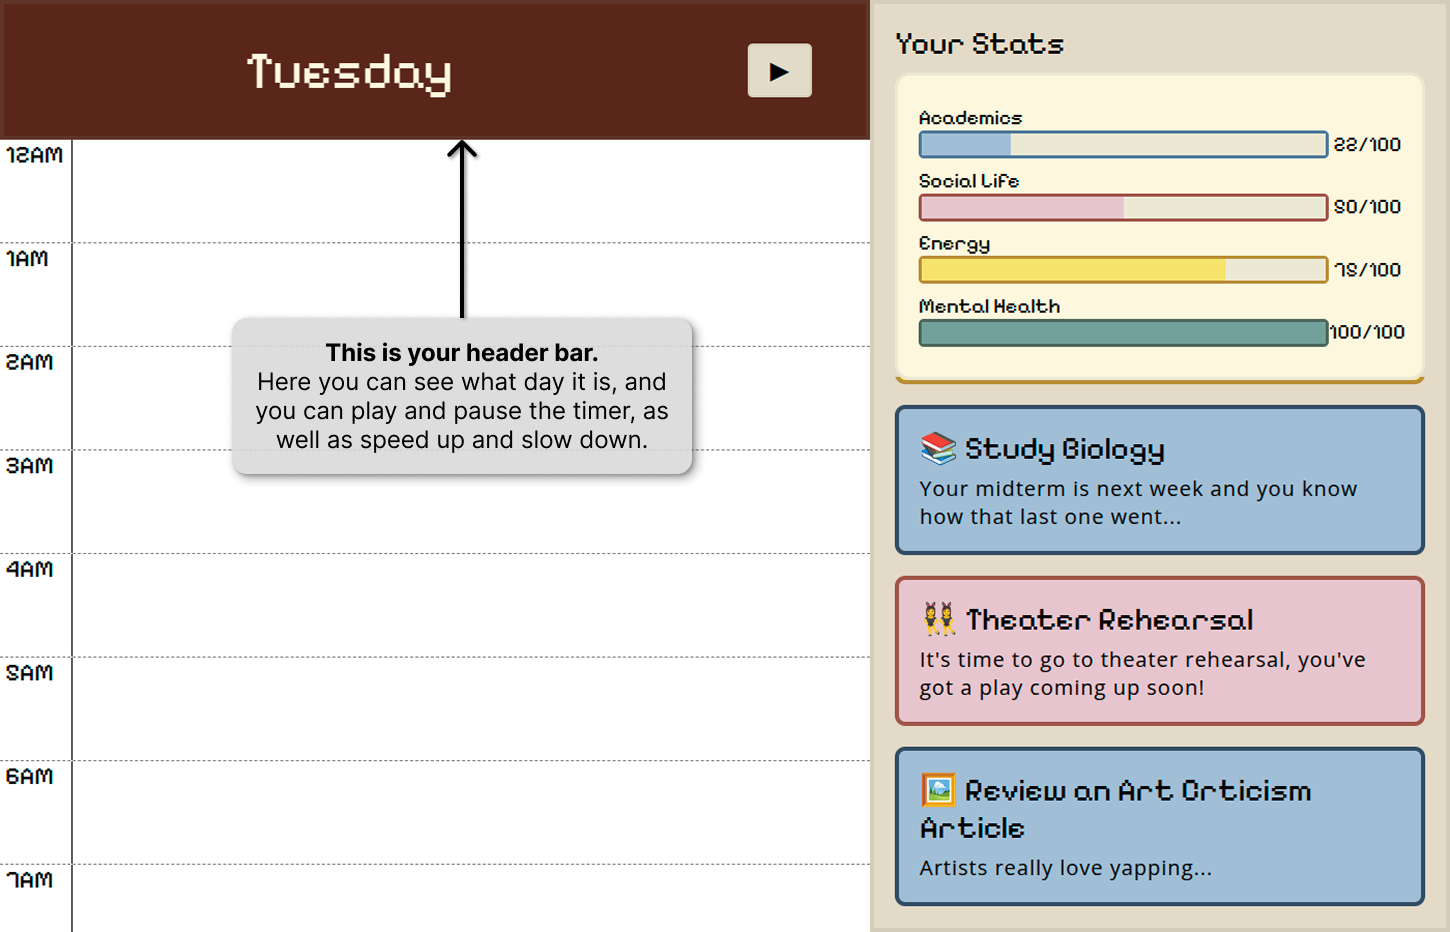 Tuesday
▶
12AM
1AM
2AM
3AM
4AM
5AM
6AM
7AM
This is your header bar.
Here you can see what day it is, and
you can play and pause the timer, as
well as speed up and slow down.
Your Stats
Academics
22/100
Social Life
50/100
Energy
75/100
Mental Health
100/100
Study Biology
Your midterm is next week and you know
how that last one went...
Theater Rehearsal
It's time to go to theater rehearsal, you've
got a play coming up soon!
Review an Art Crticism
Article
Artists really love yapping...